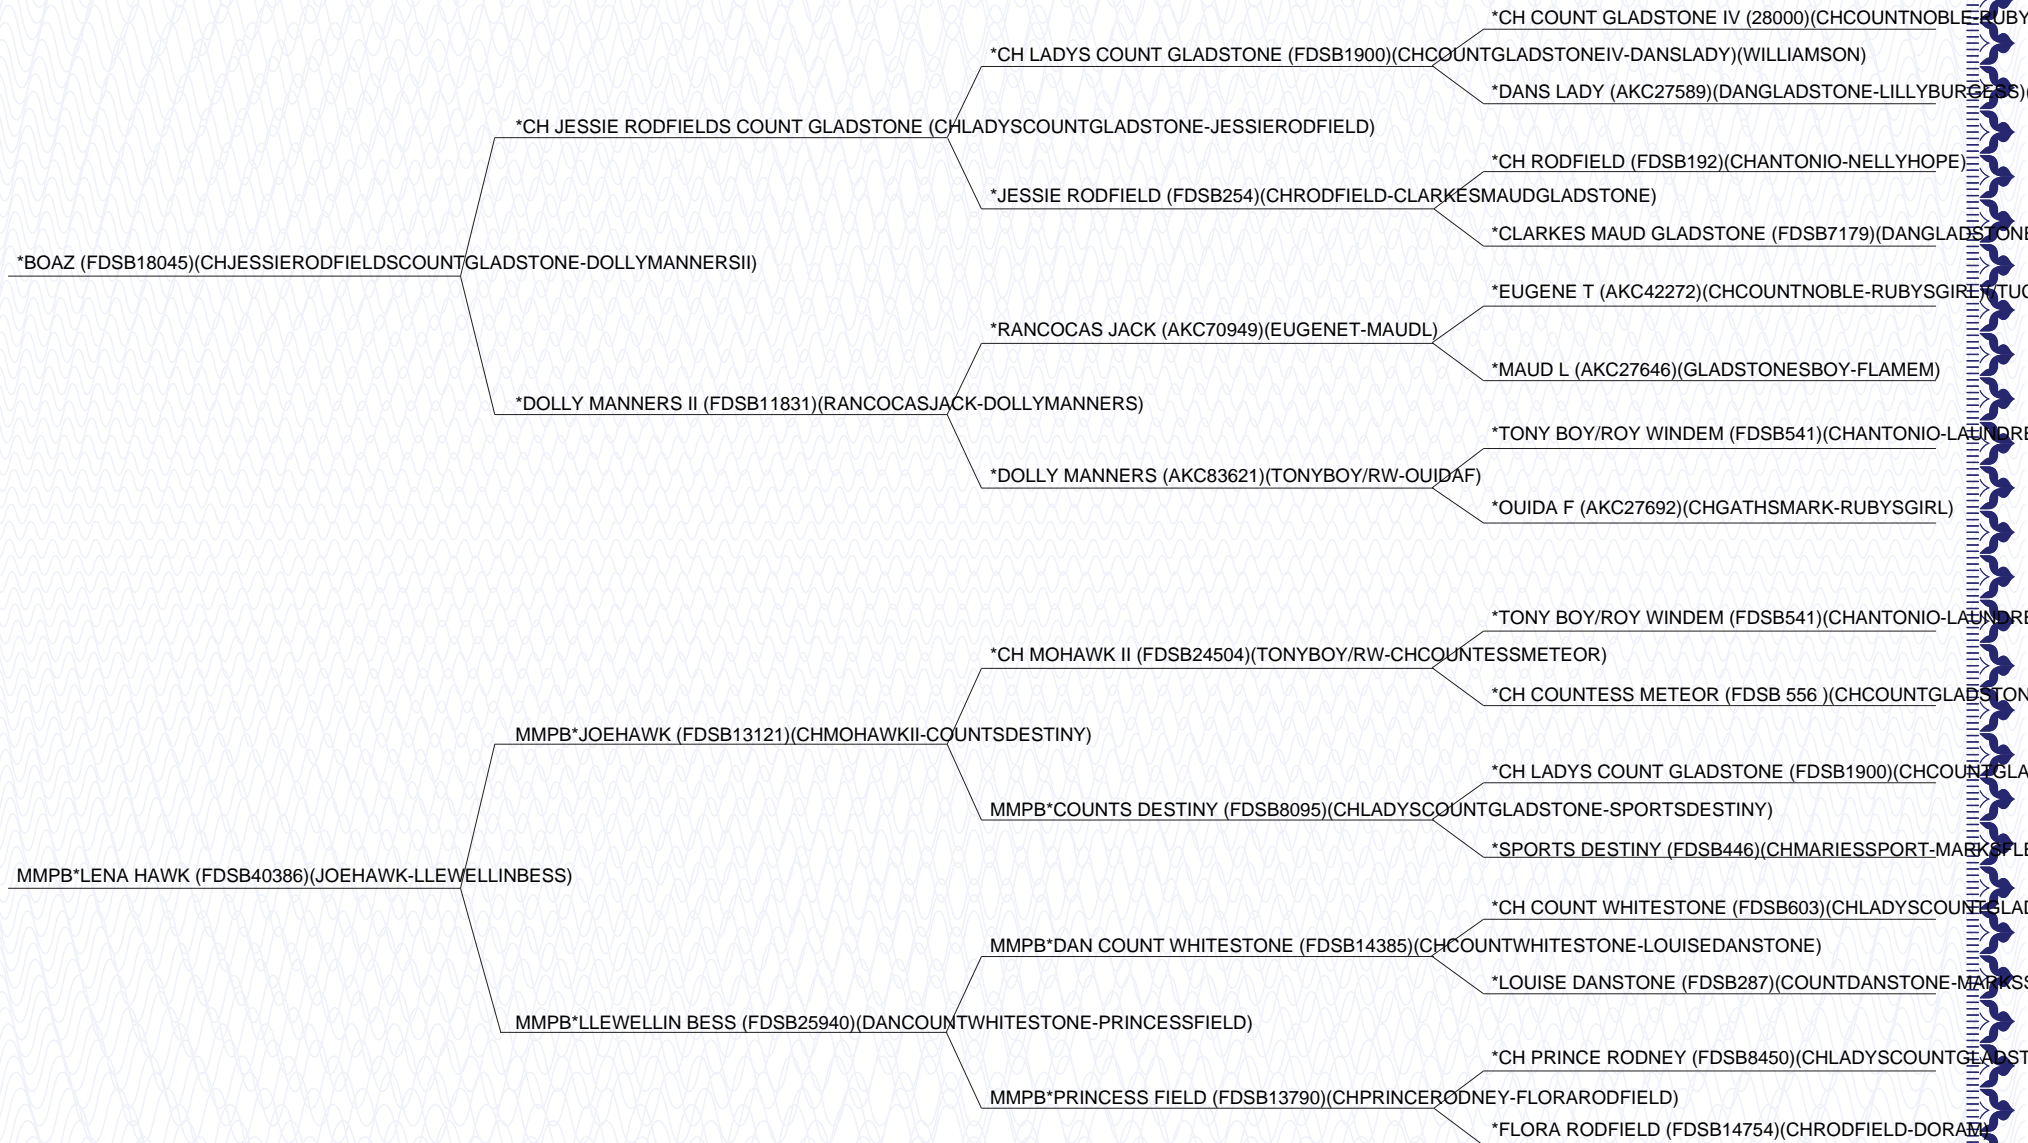 *CH COUNT GLADSTONE IV (28000)(CHCOUNTNOBLE-RUBY
*CH LADYS COUNT GLADSTONE (FDSB1900)(CHCOUNTGLADSTONEIV-DANSLADY)(WILLIAMSON)
*DANS LADY (AKC27589)(DANGLADSTONE-LILLYBURGESS)(
*CH JESSIE RODFIELDS COUNT GLADSTONE (CHLADYSCOUNTGLADSTONE-JESSIERODFIELD)
*CH RODFIELD (FDSB192)(CHANTONIO-NELLYHOPE)
*JESSIE RODFIELD (FDSB254)(CHRODFIELD-CLARKESMAUDGLADSTONE)
*CLARKES MAUD GLADSTONE (FDSB7179)(DANGLADSTONE
*BOAZ (FDSB18045)(CHJESSIERODFIELDSCOUNTGLADSTONE-DOLLYMANNERSII)
*EUGENE T (AKC42272)(CHCOUNTNOBLE-RUBYSGIRL)(TUC
*RANCOCAS JACK (AKC70949)(EUGENET-MAUDL)
*MAUD L (AKC27646)(GLADSTONESBOY-FLAMEM)
*DOLLY MANNERS II (FDSB11831)(RANCOCASJACK-DOLLYMANNERS)
*TONY BOY/ROY WINDEM (FDSB541)(CHANTONIO-LAUNDRE
*DOLLY MANNERS (AKC83621)(TONYBOY/RW-OUIDAF)
*OUIDA F (AKC27692)(CHGATHSMARK-RUBYSGIRL)
*TONY BOY/ROY WINDEM (FDSB541)(CHANTONIO-LAUNDRE
*CH MOHAWK II (FDSB24504)(TONYBOY/RW-CHCOUNTESSMETEOR)
*CH COUNTESS METEOR (FDSB 556 )(CHCOUNTGLADSTON
MMPB*JOEHAWK (FDSB13121)(CHMOHAWKII-COUNTSDESTINY)
*CH LADYS COUNT GLADSTONE (FDSB1900)(CHCOUNTGLA
MMPB*COUNTS DESTINY (FDSB8095)(CHLADYSCOUNTGLADSTONE-SPORTSDESTINY)
*SPORTS DESTINY (FDSB446)(CHMARIESSPORT-MARKSFLE
MMPB*LENA HAWK (FDSB40386)(JOEHAWK-LLEWELLINBESS)
*CH COUNT WHITESTONE (FDSB603)(CHLADYSCOUNTGLAD
MMPB*DAN COUNT WHITESTONE (FDSB14385)(CHCOUNTWHITESTONE-LOUISEDANSTONE)
*LOUISE DANSTONE (FDSB287)(COUNTDANSTONE-MARKSS
MMPB*LLEWELLIN BESS (FDSB25940)(DANCOUNTWHITESTONE-PRINCESSFIELD)
*CH PRINCE RODNEY (FDSB8450)(CHLADYSCOUNTGLADST
MMPB*PRINCESS FIELD (FDSB13790)(CHPRINCERODNEY-FLORARODFIELD)
*FLORA RODFIELD (FDSB14754)(CHRODFIELD-DORAM)